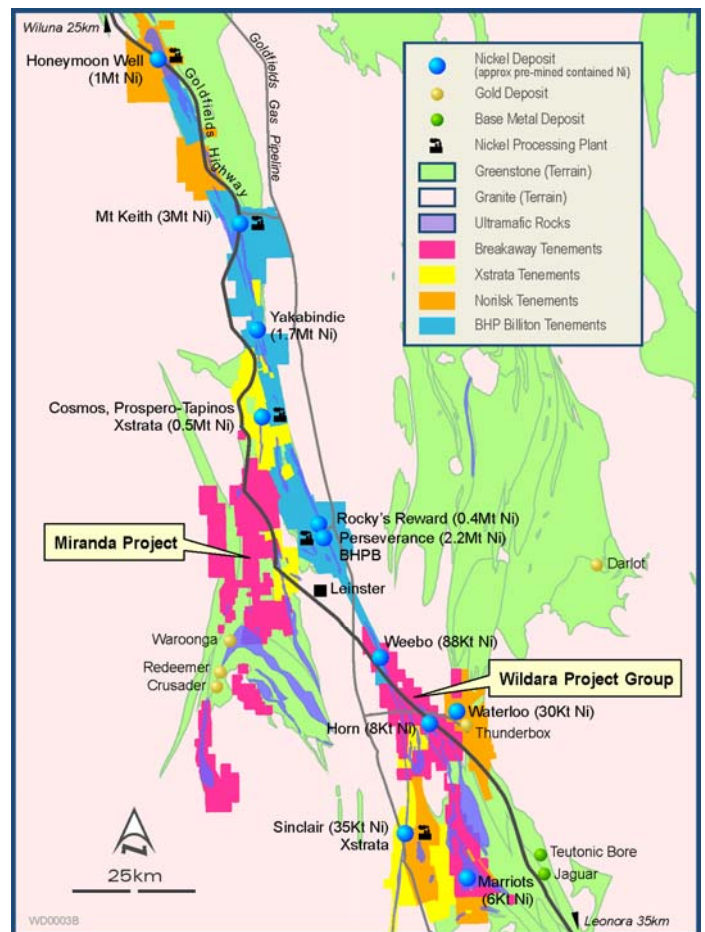 Wiluna 25km
Honeymoon Well
(1Mt Ni)
Goldfields Highway
Goldfields Gas Pipeline
Nickel Deposit
(approx pre-mined contained Ni)
Gold Deposit
Base Metal Deposit
Nickel Processing Plant
Greenstone (Terrain)
Granite (Terrain)
Ultramafic Rocks
Breakaway Tenements
Xstrata Tenements
Norilsk Tenements
BHP Billiton Tenements
Mt Keith (3Mt Ni)
Yakabindie
(1.7Mt Ni)
Cosmos, Prospero-Tapinos
Xstrata (0.5Mt Ni)
Rocky's Reward (0.4Mt Ni)
Perseverance (2.2Mt Ni)
BHPB
Miranda Project
Darlot
Leinster
Waroonga
Weebo (88Kt Ni)
Redeemer
Crusader
Wildara Project Group
Waterloo (30Kt Ni)
Horn (8Kt Ni)
Thunderbox
Sinclair (35Kt Ni)
Xstrata
Teutonic Bore
Jaguar
Marriots
(6Kt Ni)
N
25km
WD0003B
Leonora 35km